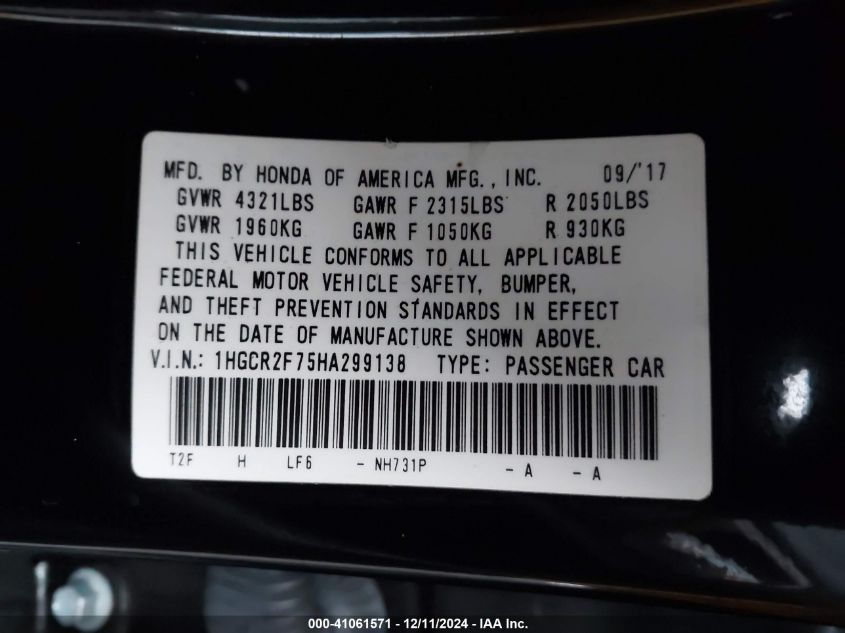 MFD. BY HONDA OF AMERICA MFG., INC. 09/'17
GVWR 4321LBS GAWR F 2315LBS R 2050LBS
GVWR 1960KG GAWR F 1050KG R 930KG
THIS VEHICLE CONFORMS TO ALL APPLICABLE
FEDERAL MOTOR VEHICLE SAFETY, BUMPER,
AND THEFT PREVENTION STANDARDS IN EFFECT
ON THE DATE OF MANUFACTURE SHOWN ABOVE.
V.I.N.: 1HGCR2F75HA299138 TYPE: PASSENGER CAR
T2F H LF6 - NH731P - A - A
000-41061571 - 12/11/2024 - IAA Inc.